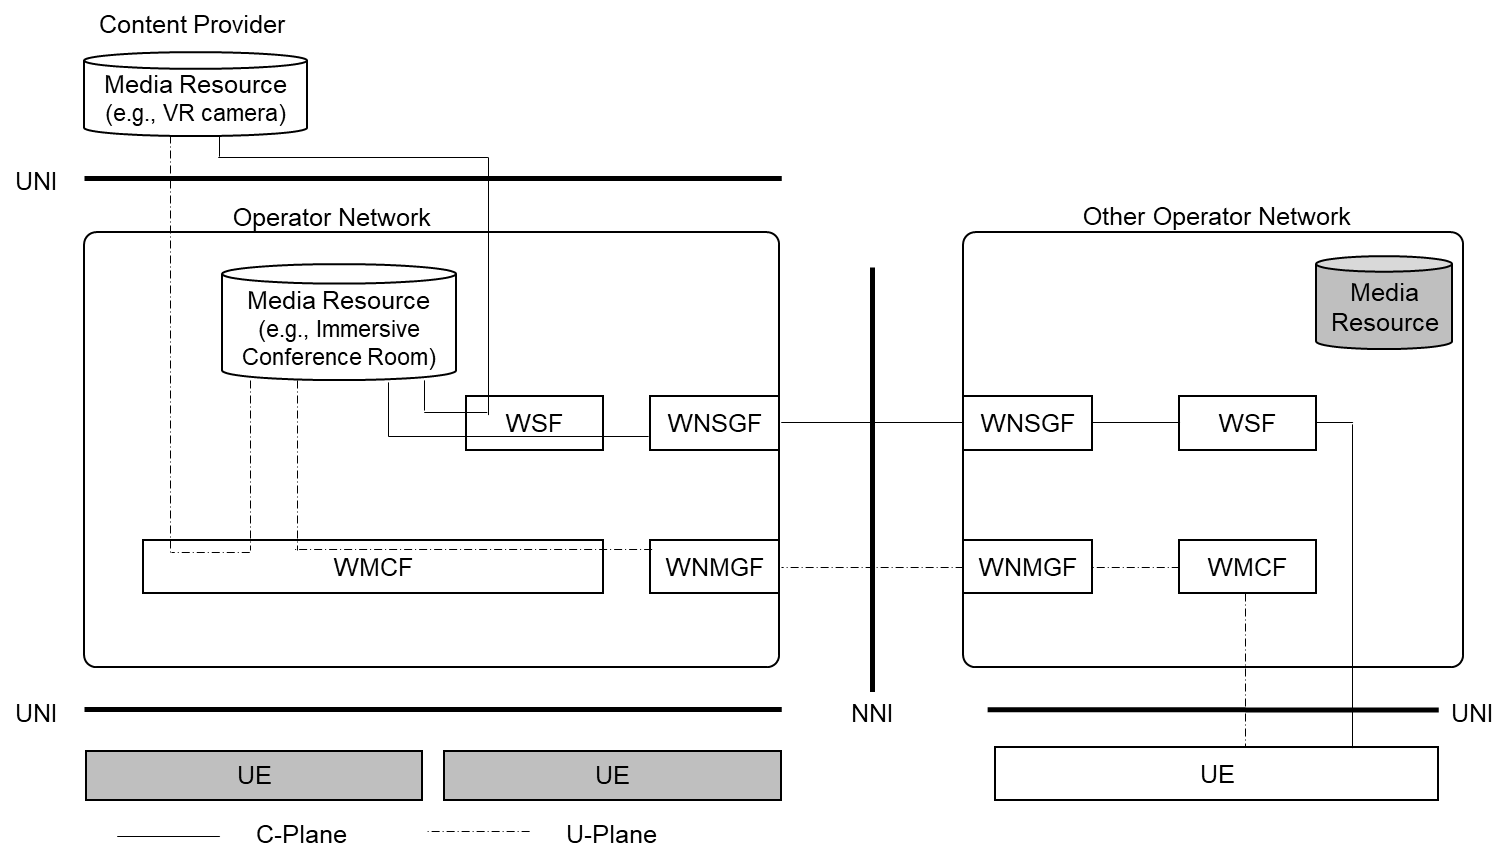 Content Provider
Media Resource
(e.g., VR camera)
UNI
Operator Network
Other Operator Network
Media Resource
(e.g., Immersive
Conference Room)
Media
Resource
WSF
WNSGF
WNSGF
WSF
WMCF
WNMGF
WNMGF
WMCF
UNI
NNI
UNI
UE
UE
UE
C-Plane
U-Plane